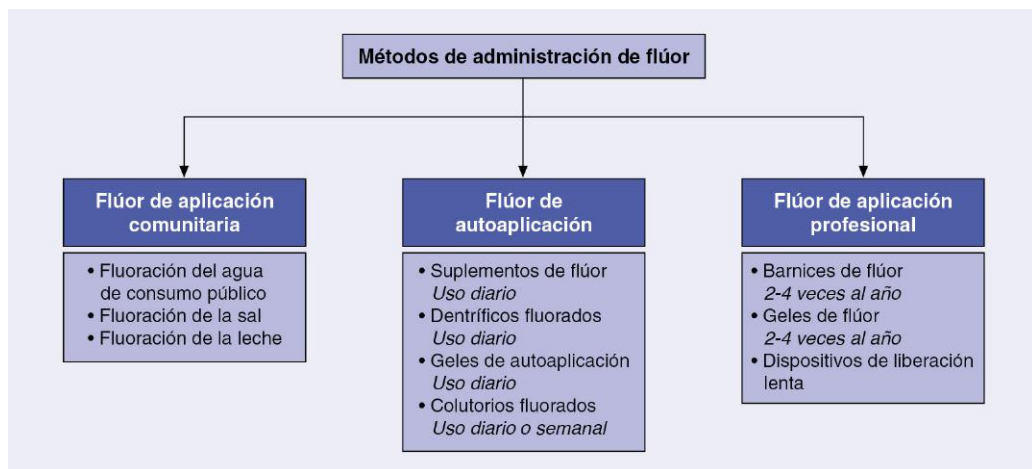 Métodos de administración de flúor
Flúor de aplicación
comunitaria
• Fluoración del agua
de consumo público
• Fluoración de la sal
• Fluoración de la leche
Flúor de
autoaplicación
• Suplementos de flúor
Uso diario
• Dentríficos fluorados
Uso diario
• Geles de autoaplicación
Uso diario
• Colutorios fluorados
Uso diario o semanal
Flúor de aplicación
profesional
• Barnices de flúor
2-4 veces al año
• Geles de flúor
2-4 veces al año
• Dispositivos de liberación
lenta